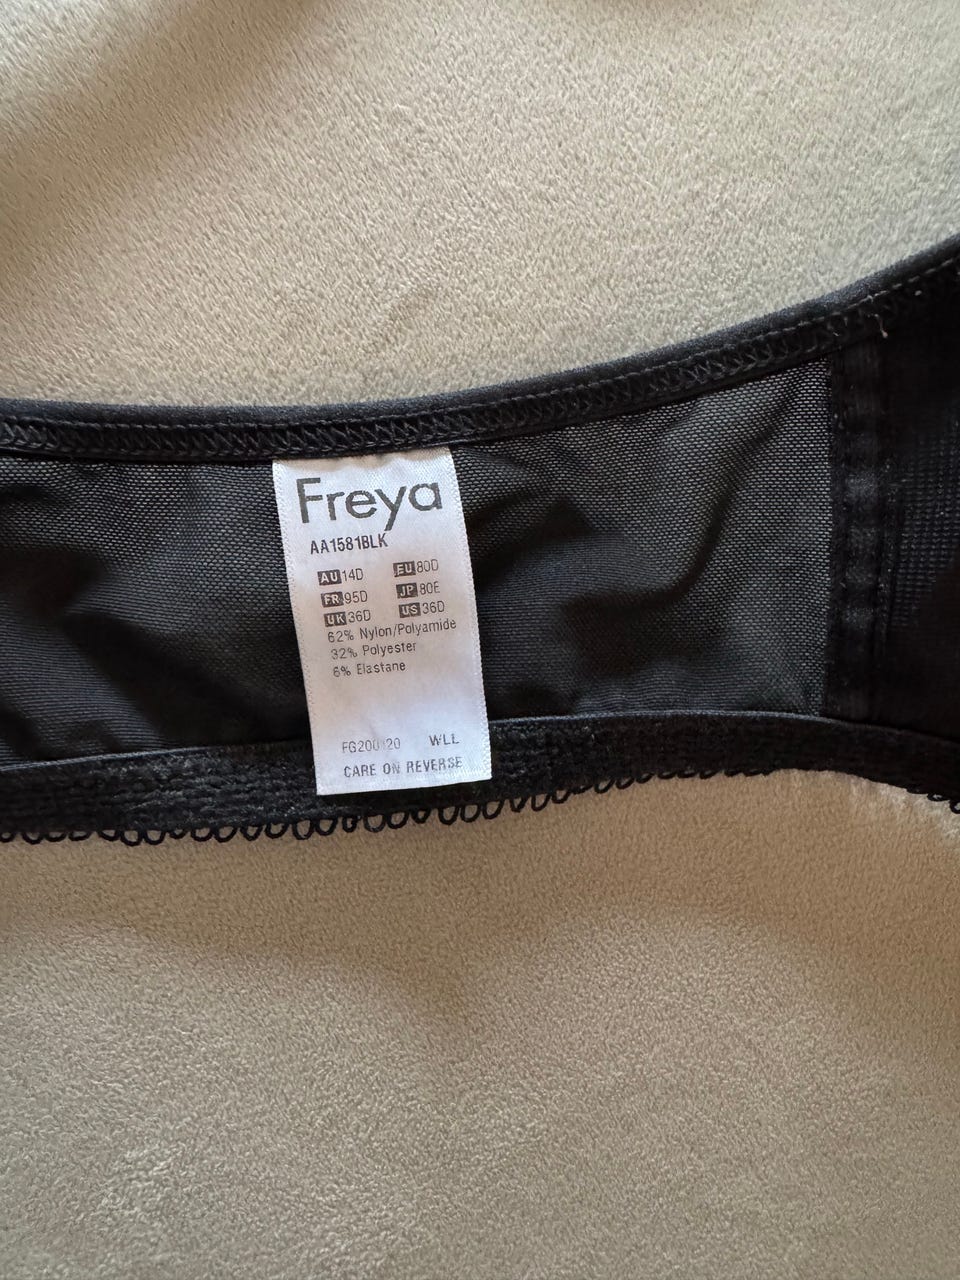 Freya
AA1581BLK
AU 14D EU 80D
FR 95D JP 80E
UK 36D US 36D
62% Nylon/Polyamide
32% Polyester
6% Elastane
WLL
CARE ON REVERSE